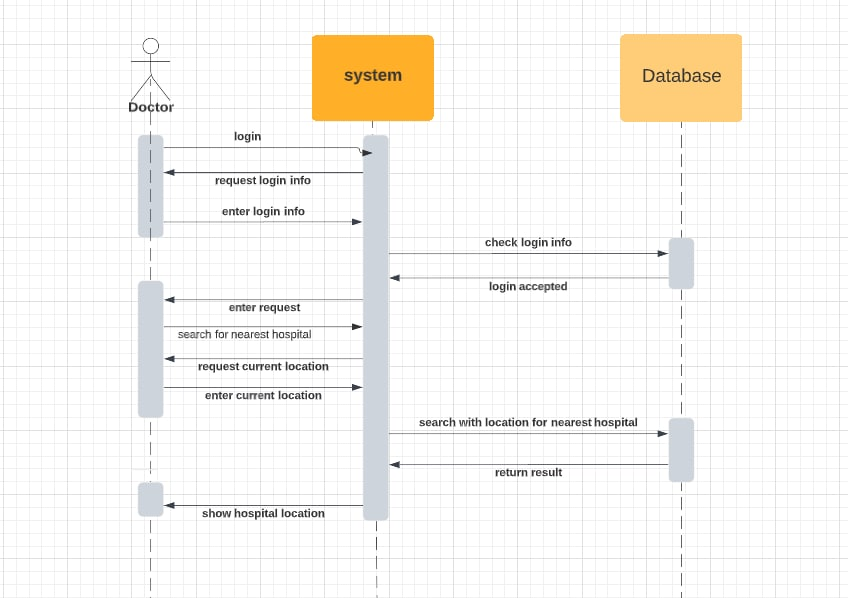 Doctor
system
Database
login
request login info
enter login info
check login info
login accepted
enter request
search for nearest hospital
request current location
enter current location
search with location for nearest hospital
return result
show hospital location